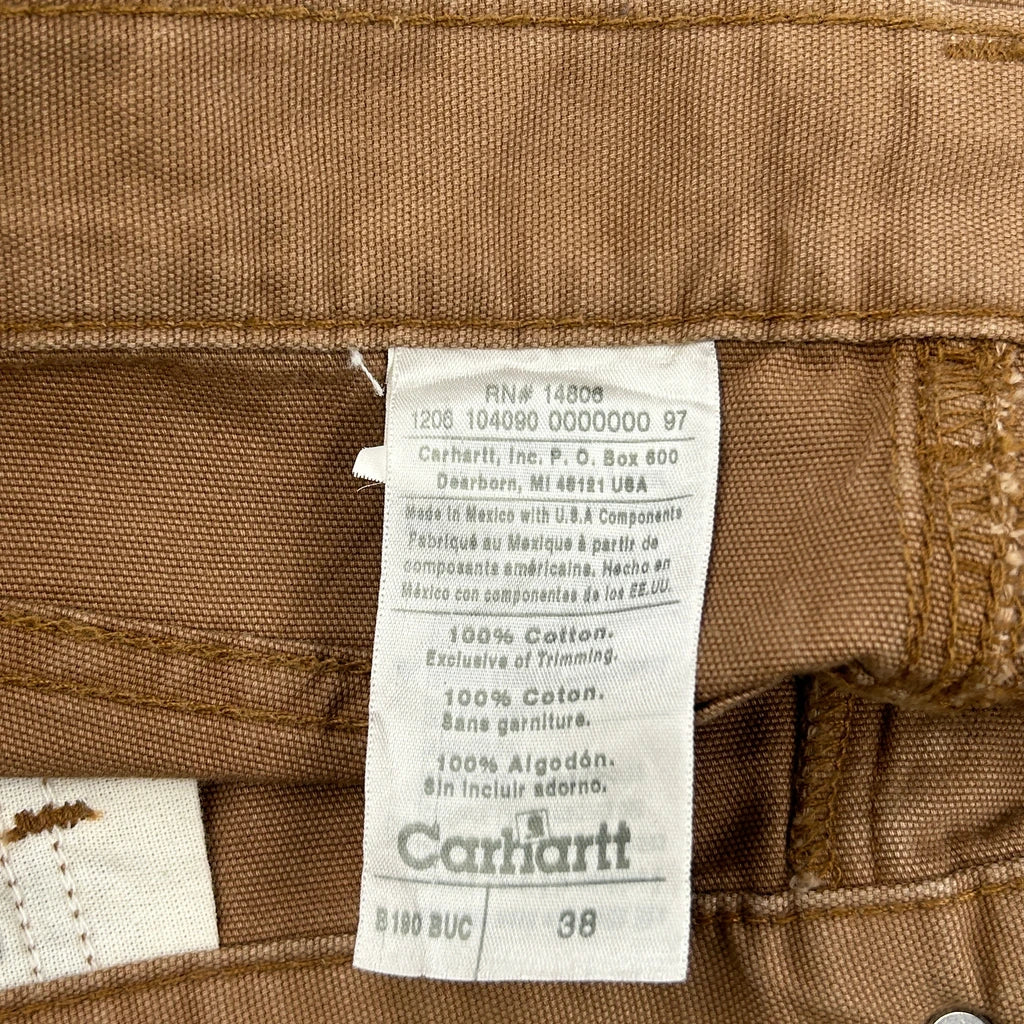 RN# 14806
1206 104090 0000000 97
Carhartt, Inc. P. O. Box 600
Dearborn, MI 48121 USA
Made in Mexico with U.S.A Components
Fabriqué au Mexique à partir de
composants américains. Hecho en
México con componentes de los EE.UU.
100% Cotton.
Exclusive of Trimming.
100% Coton.
Sans garniture.
100% Algodón.
Sin incluir adorno.
Carhartt
B190 BUC 38